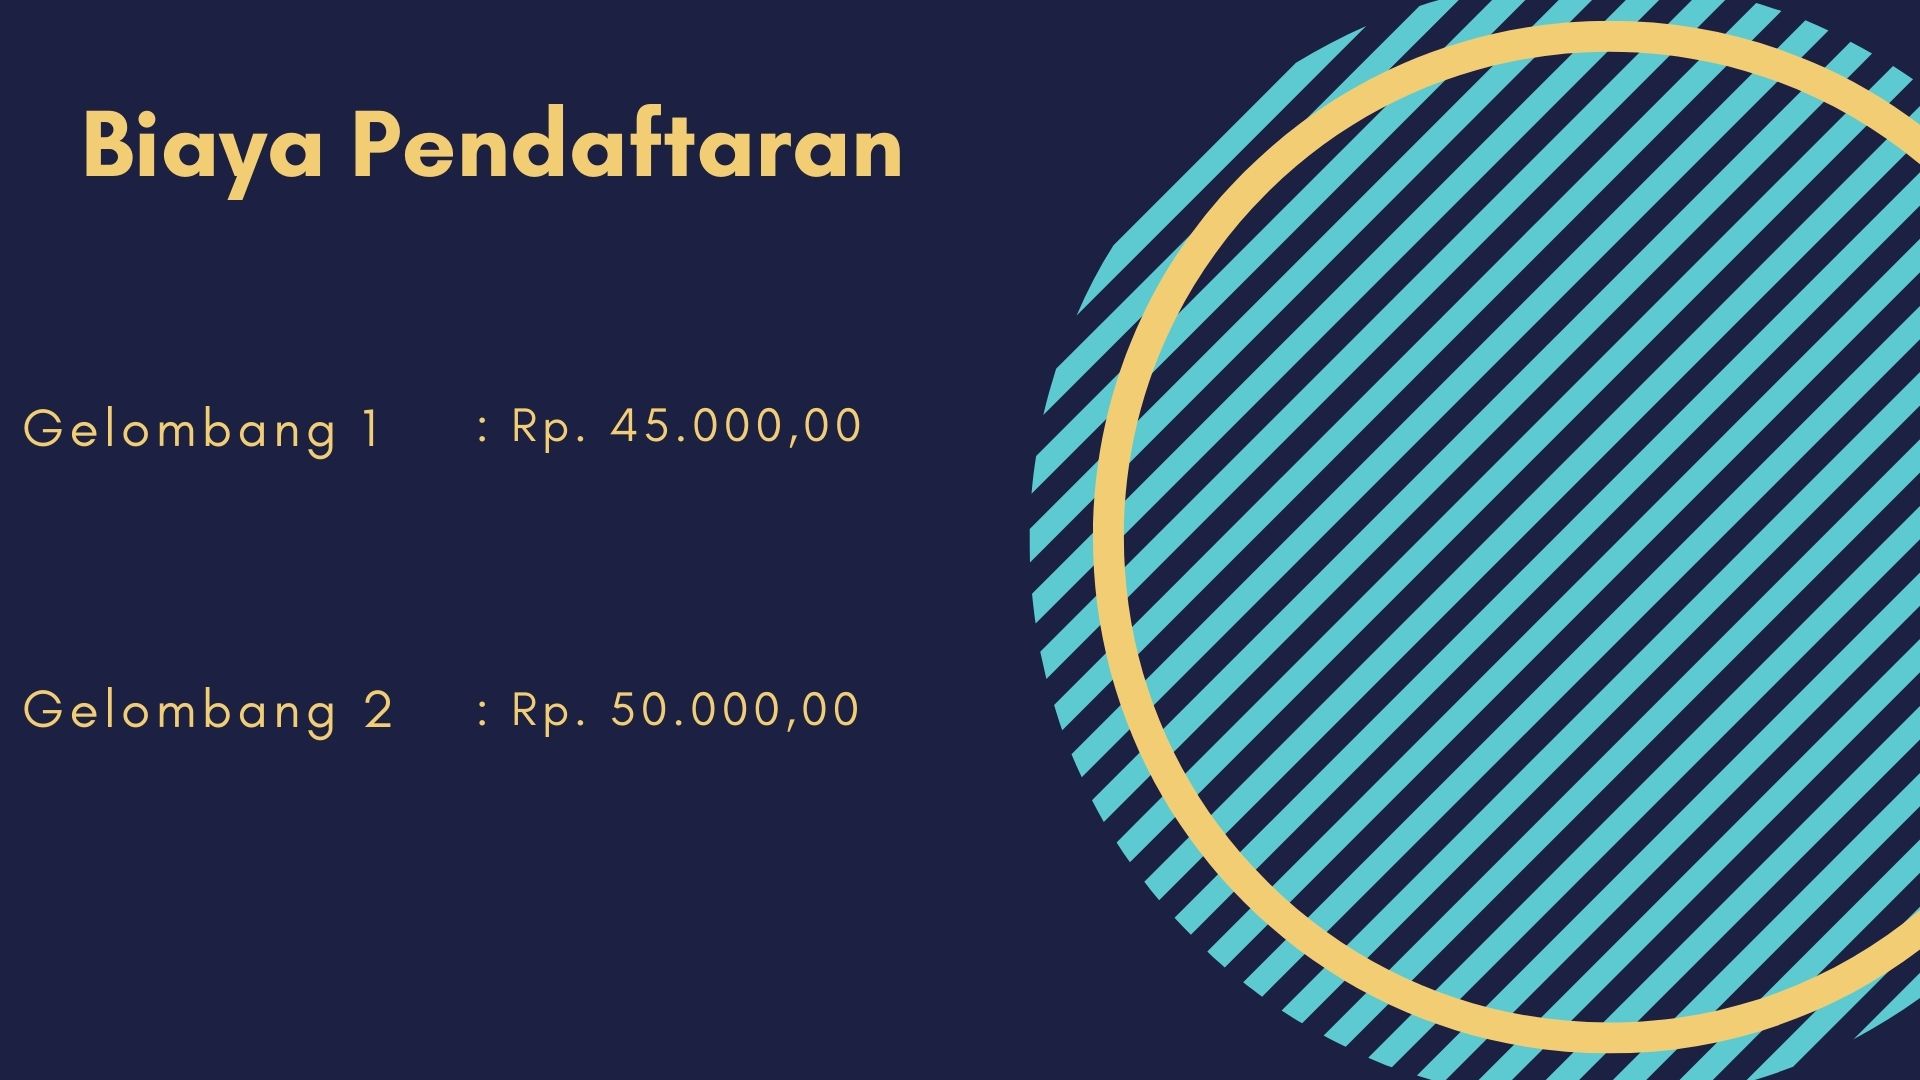 Biaya Pendaftaran
Gelombang 1 : Rp. 45.000,00
Gelombang 2 : Rp. 50.000,00